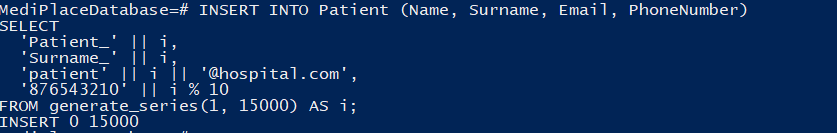 MediPlaceDatabase=# INSERT INTO Patient (Name, Surname, Email, PhoneNumber)
SELECT
  'Patient_' || i,
  'Surname_' || i,
  'patient' || i || '@hospital.com',
  '876543210' || i % 10
FROM generate_series(1, 15000) AS i;
INSERT 0 15000